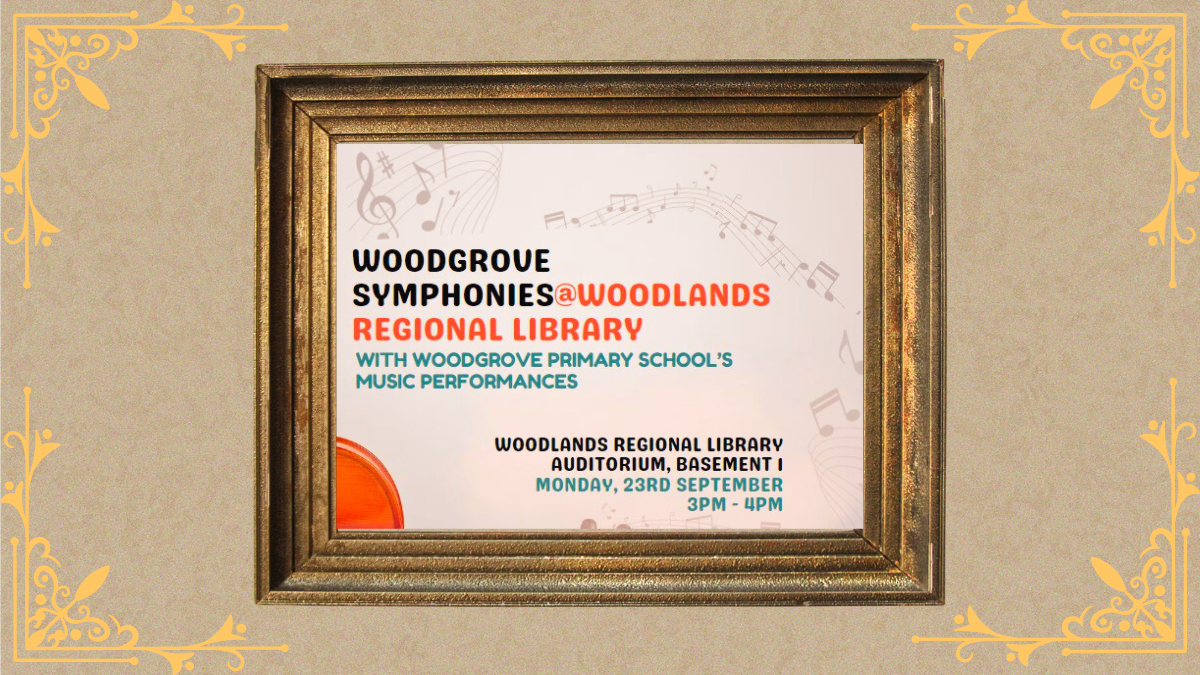 WOODGROVE
SYMPHONIES@WOODLANDS
REGIONAL LIBRARY
WITH WOODGROVE PRIMARY SCHOOL'S
MUSIC PERFORMANCES
WOODLANDS REGIONAL LIBRARY
AUDITORIUM, BASEMENT 1
MONDAY, 23RD SEPTEMBER
3PM - 4PM